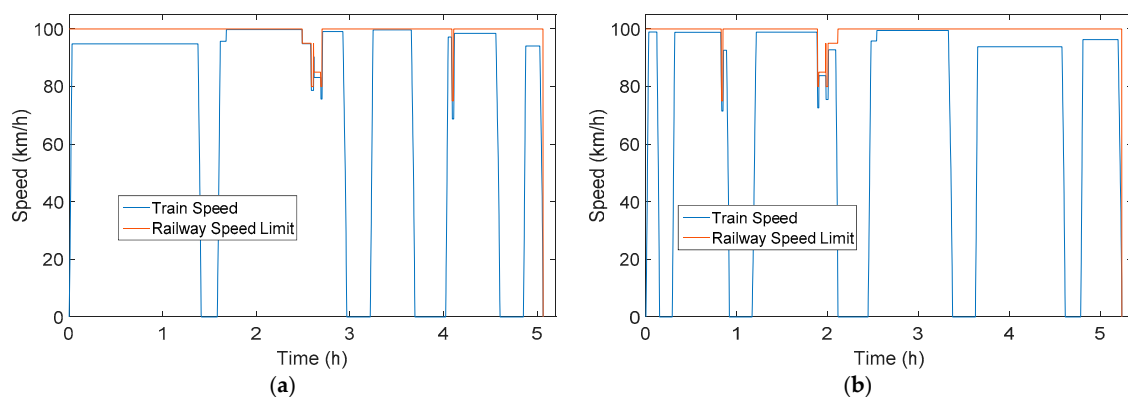 100
80
60
40
20
0
Speed (km/h)
Train Speed
Railway Speed Limit
0 1 2 3 4 5
Time (h)
(a)
100
80
60
40
20
0
Speed (km/h)
Train Speed
Railway Speed Limit
0 1 2 3 4 5
Time (h)
(b)